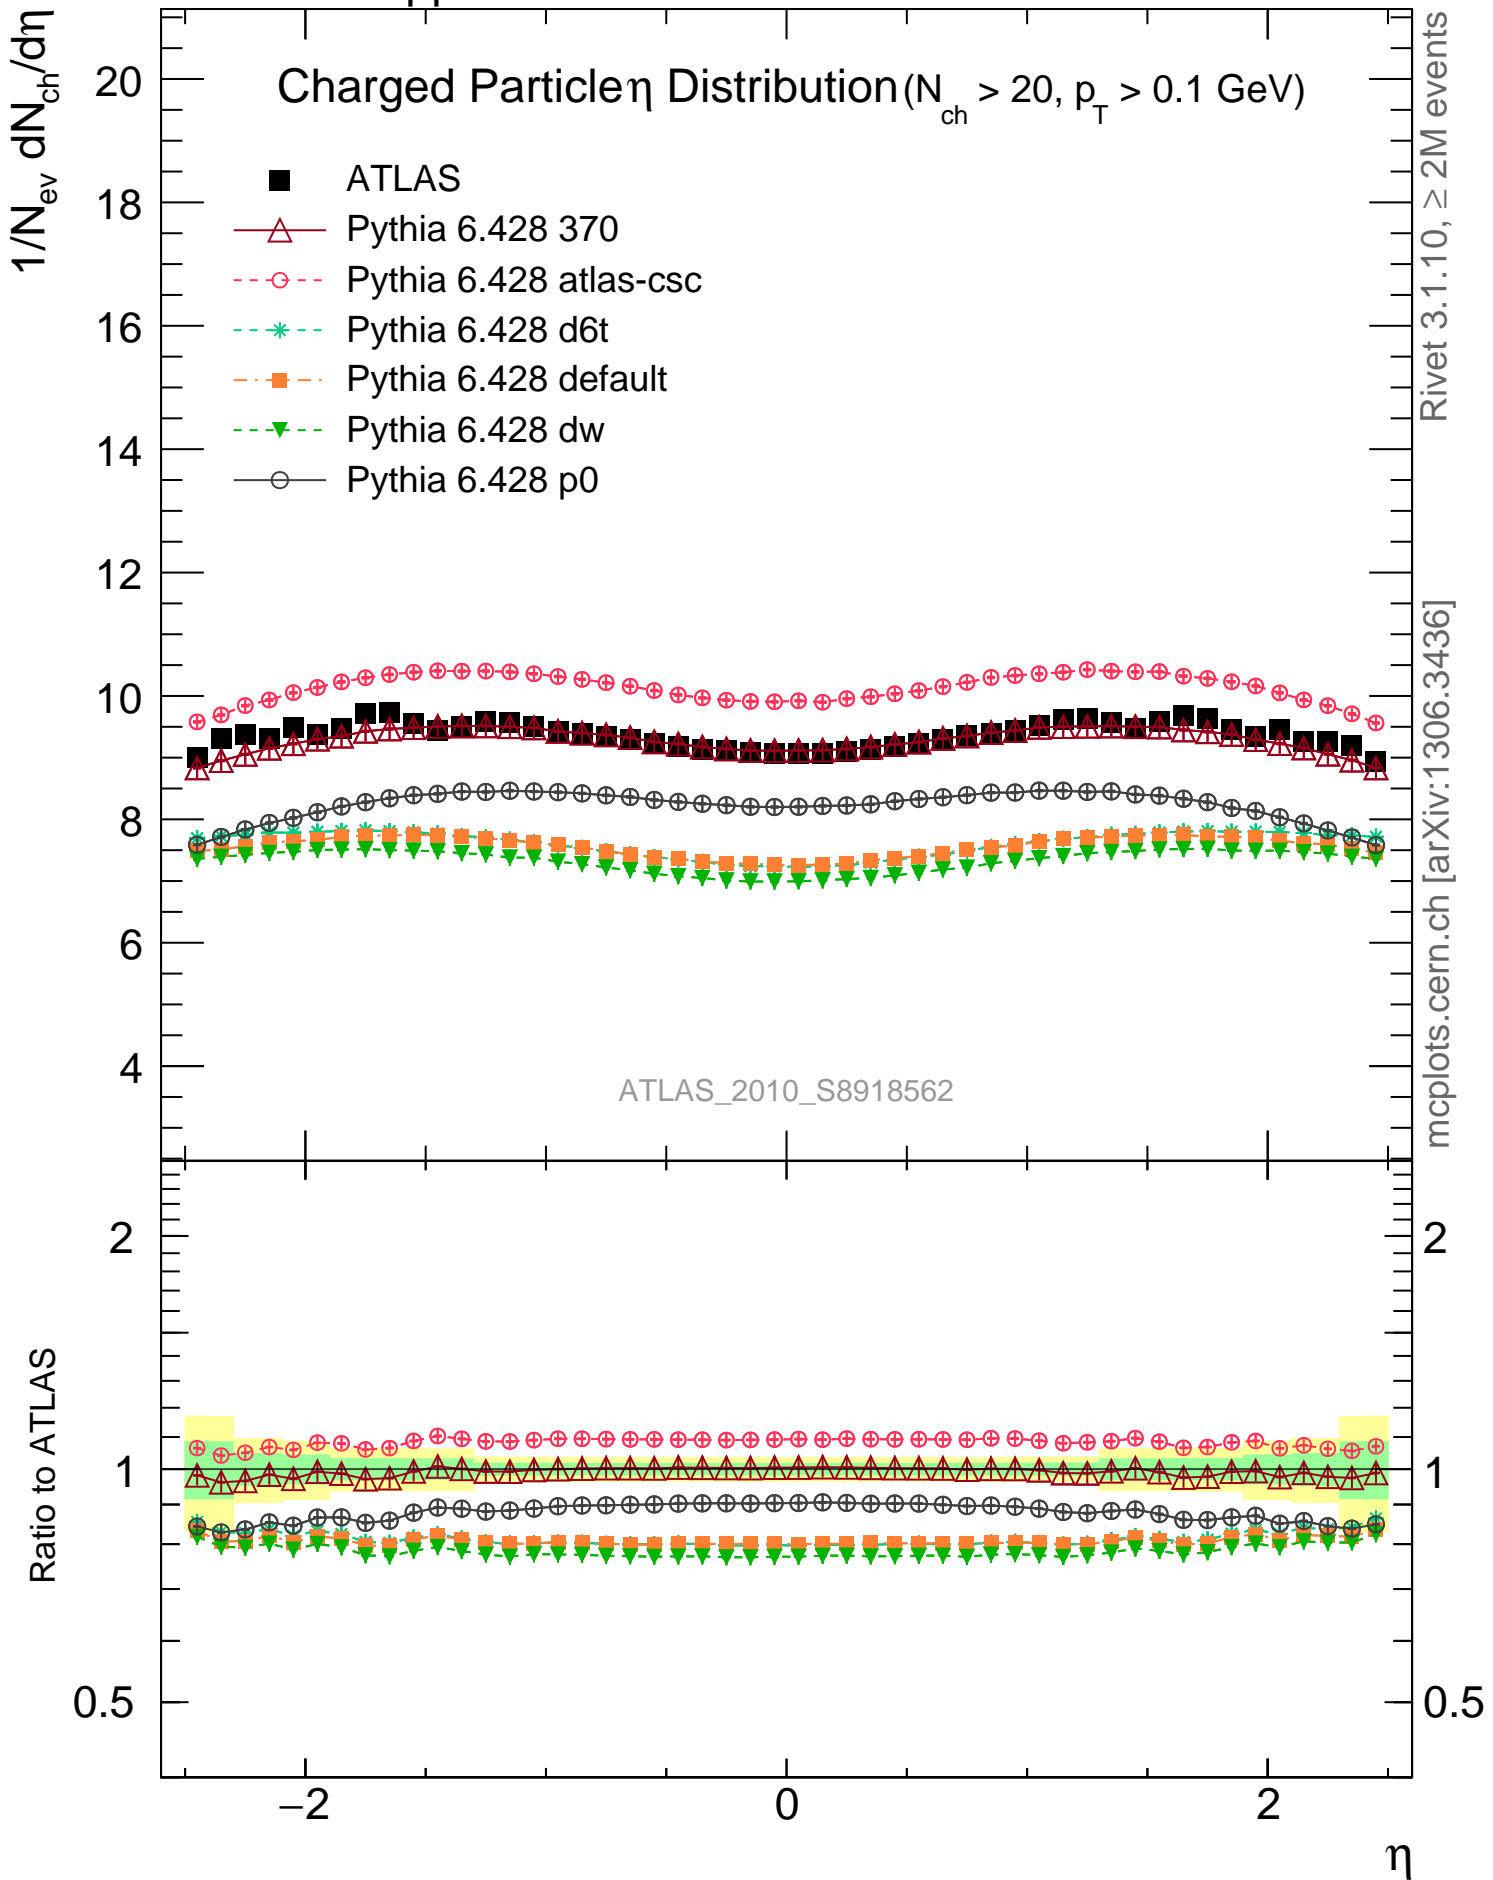 1/N_ev dN_ch/dη
Charged Particle η Distribution (N_ch > 20, p_T > 0.1 GeV)
ATLAS
Pythia 6.428 370
Pythia 6.428 atlas-csc
Pythia 6.428 d6t
Pythia 6.428 default
Pythia 6.428 dw
Pythia 6.428 p0
20
18
16
14
12
10
8
6
4
ATLAS_2010_S8918562
Rivet 3.1.10, ≥ 2M events
mcplots.cern.ch [arXiv:1306.3436]
Ratio to ATLAS
2
1
0.5
2
1
0.5
−2
0
2
η